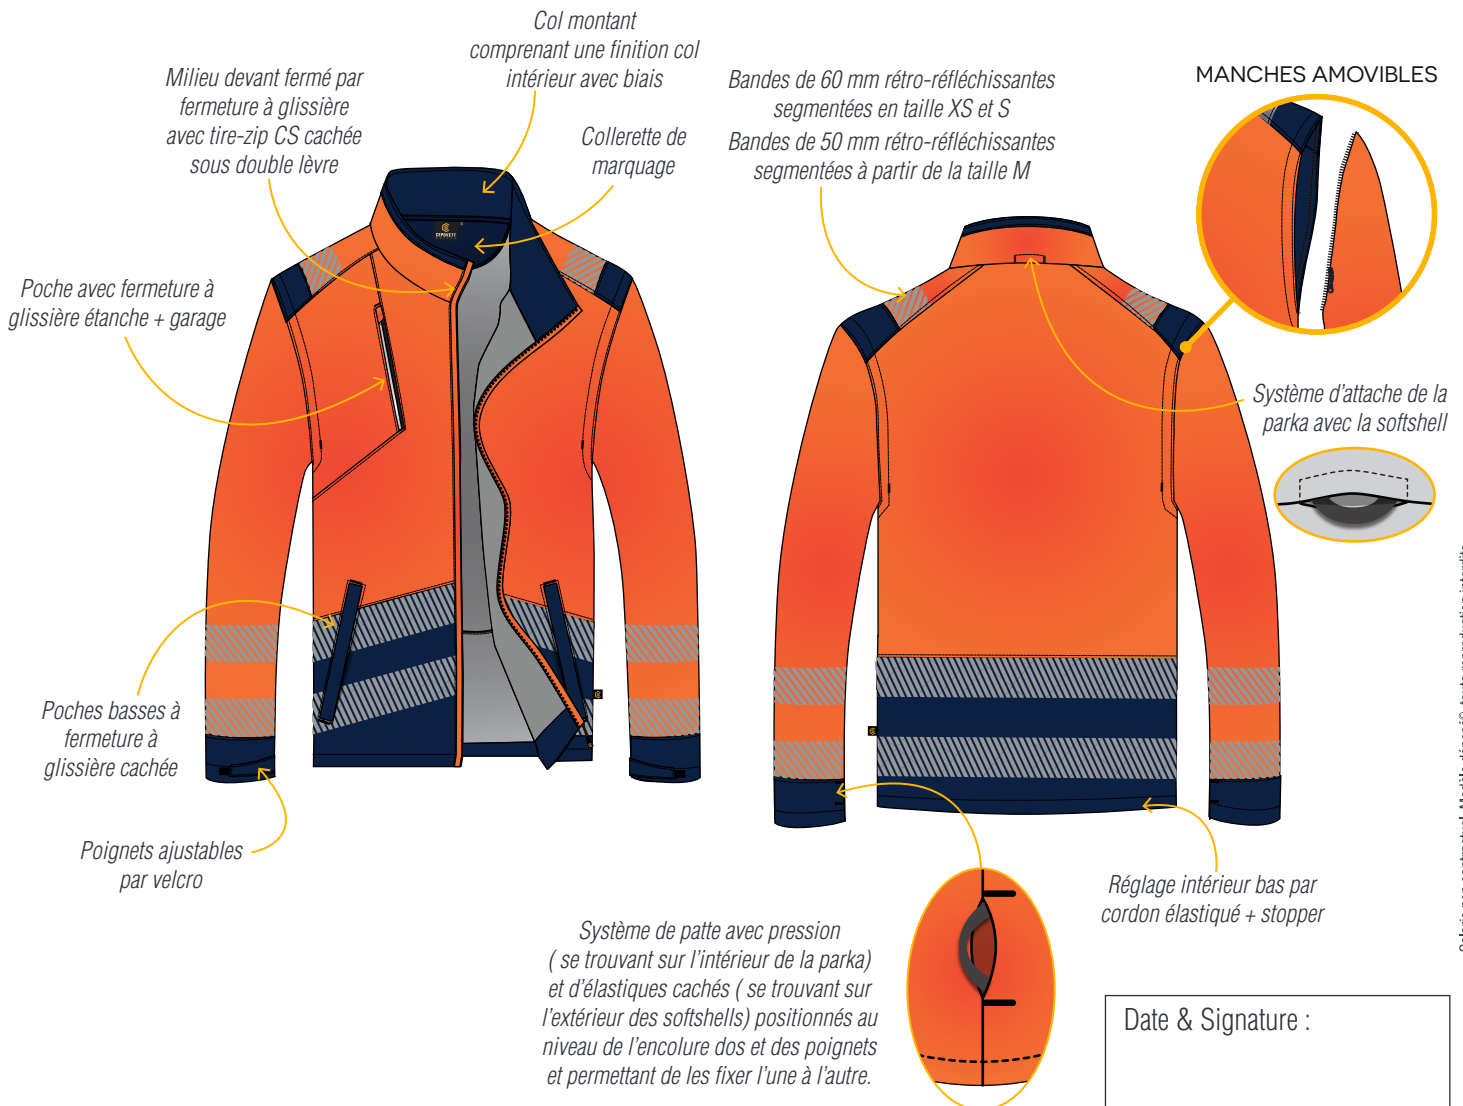 Col montant
comprenant une finition col
intérieur avec biais
Milieu devant fermé par
fermeture à glissière
avec tire-zip CS cachée
sous double lèvre
Collerette de
marquage
Bandes de 60 mm rétro-réfléchissantes
segmentées en taille XS et S
Bandes de 50 mm rétro-réfléchissantes
segmentées à partir de la taille M
MANCHES AMOVIBLES
Poche avec fermeture à
glissière étanche + garage
Système d’attache de la
parka avec la softshell
Poches basses à
fermeture à
glissière cachée
Poignets ajustables
par velcro
Système de patte avec pression
( se trouvant sur l’intérieur de la parka)
et d’élastiques cachés ( se trouvant sur
l’extérieur des softshells) positionnés au
niveau de l’encolure dos et des poignets
et permettant de les fixer l’une à l’autre.
Réglage intérieur bas par
cordon élastiqué + stopper
Date & Signature :